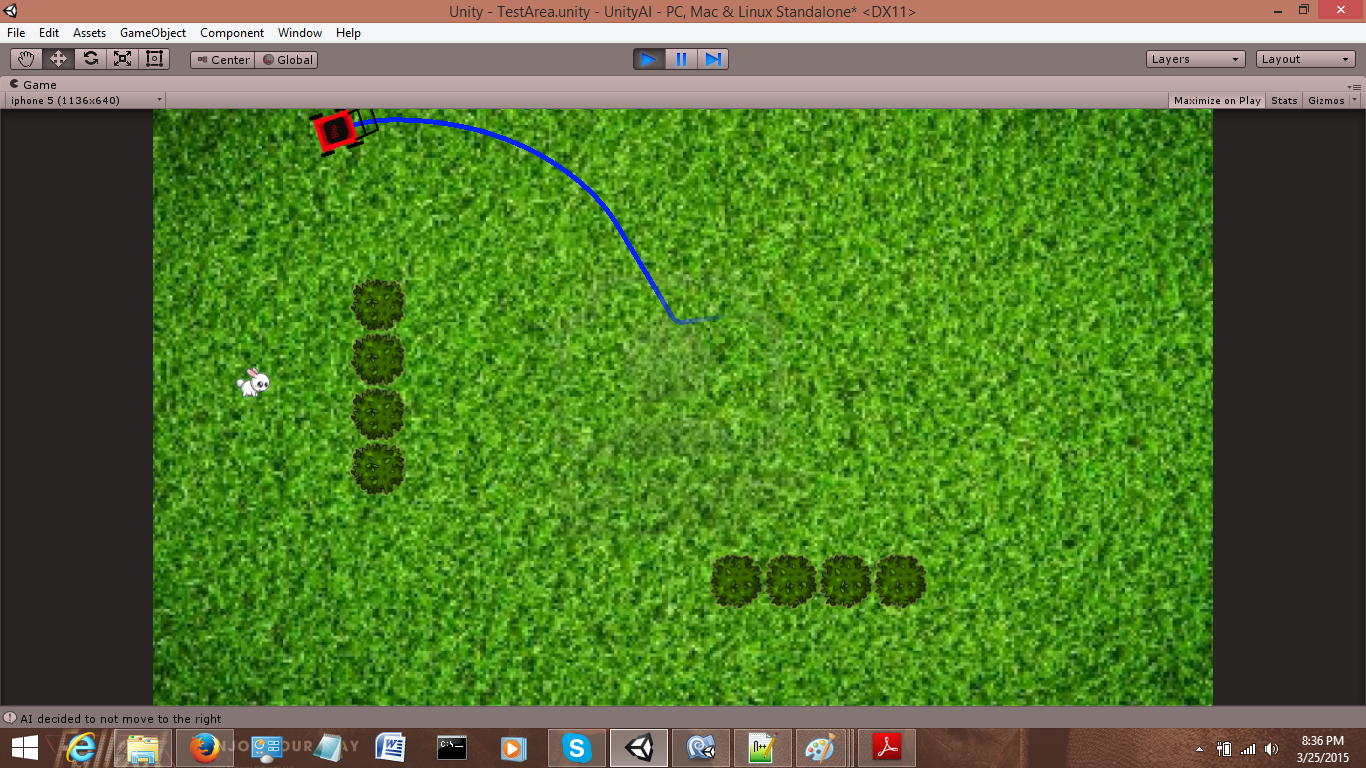 Unity - TestArea.unity - UnityAI - PC, Mac & Linux Standalone* <DX11>
File Edit Assets GameObject Component Window Help
Center Global Layers Layout
Game
iphone 5 (1136x640) Maximize on Play Stats Gizmos
AI decided to not move to the right
8:36 PM
3/25/2015